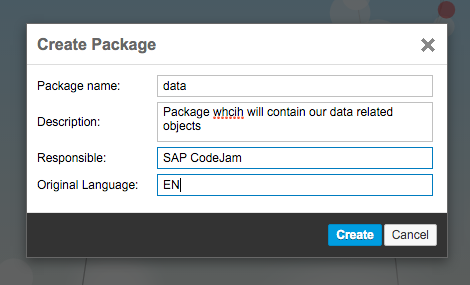 Create Package
Package name: data
Description: Package whcih will contain our data related
objects
Responsible: SAP CodeJam
Original Language: EN
Create Cancel